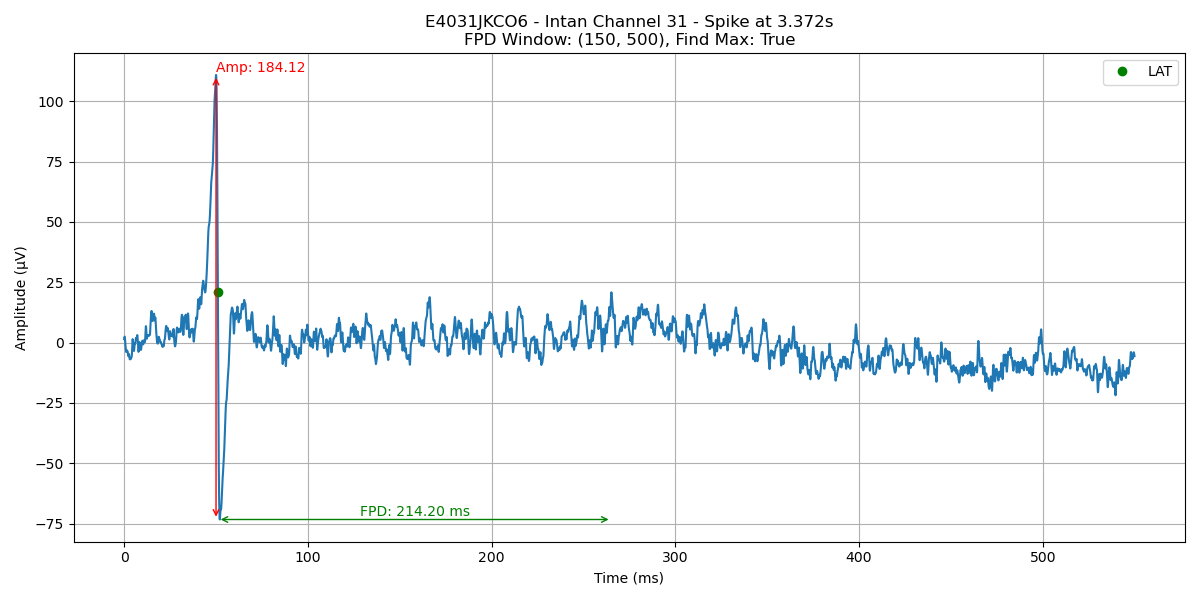 E4031JKCO6 - Intan Channel 31 - Spike at 3.372s
FPD Window: (150, 500), Find Max: True
Amp: 184.12
LAT
100
75
50
25
0
−25
−50
−75
Amplitude (μV)
FPD: 214.20 ms
0 100 200 300 400 500
Time (ms)